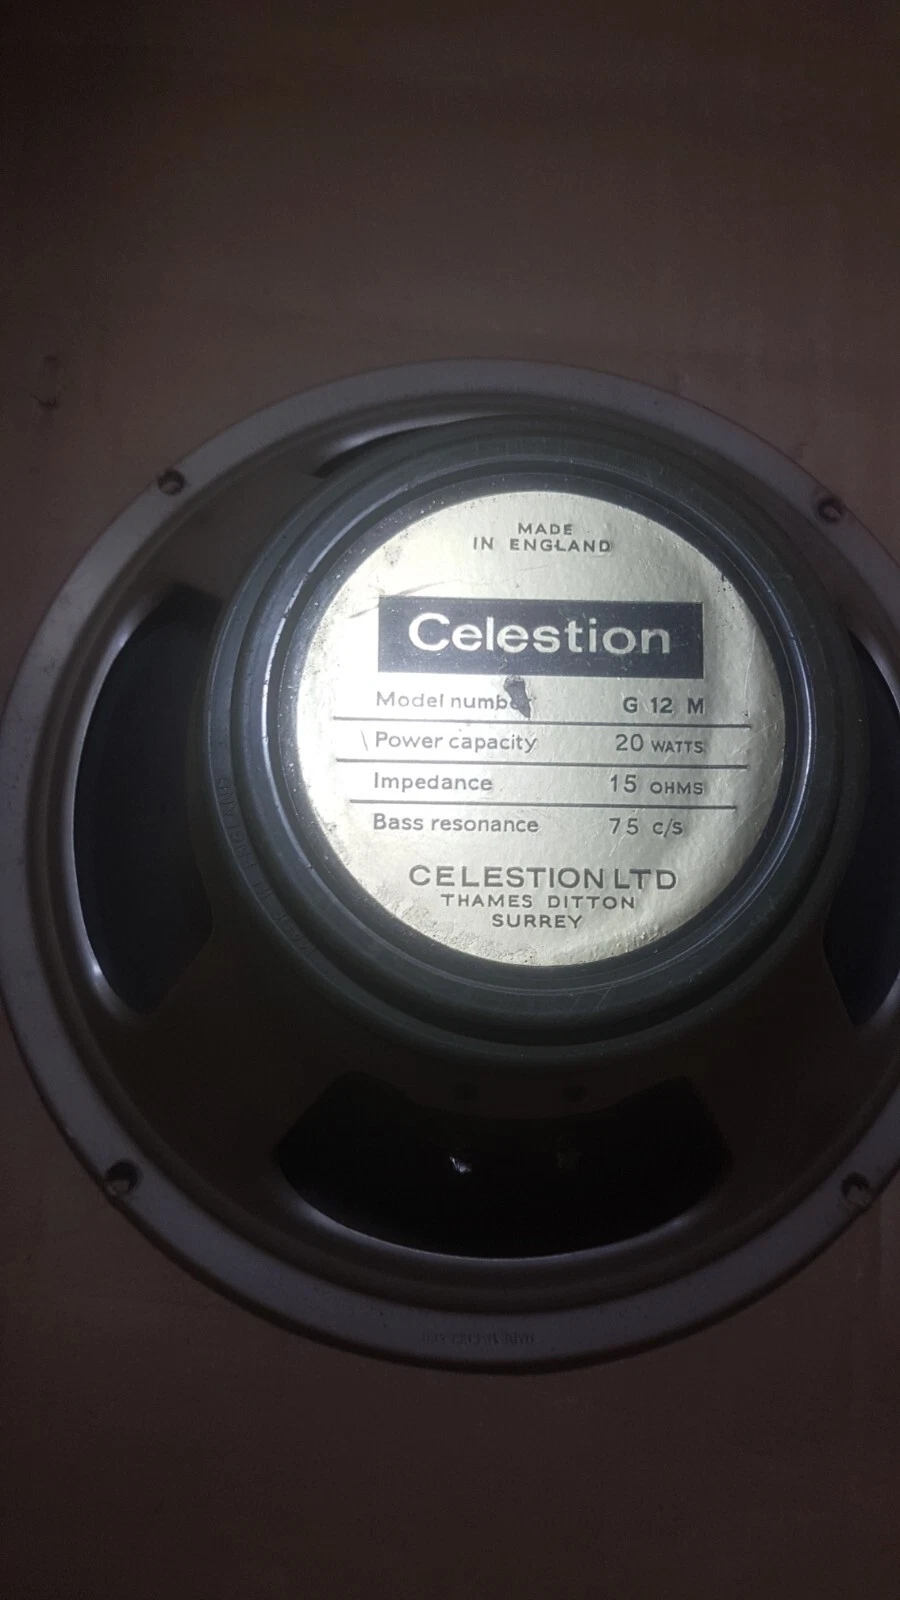 MADE
IN ENGLAND
Celestion
Model number G 12 M
Power capacity 20 WATTS
Impedance 15 OHMS
Bass resonance 75 C/S
CELESTION LTD
THAMES DITTON
SURREY